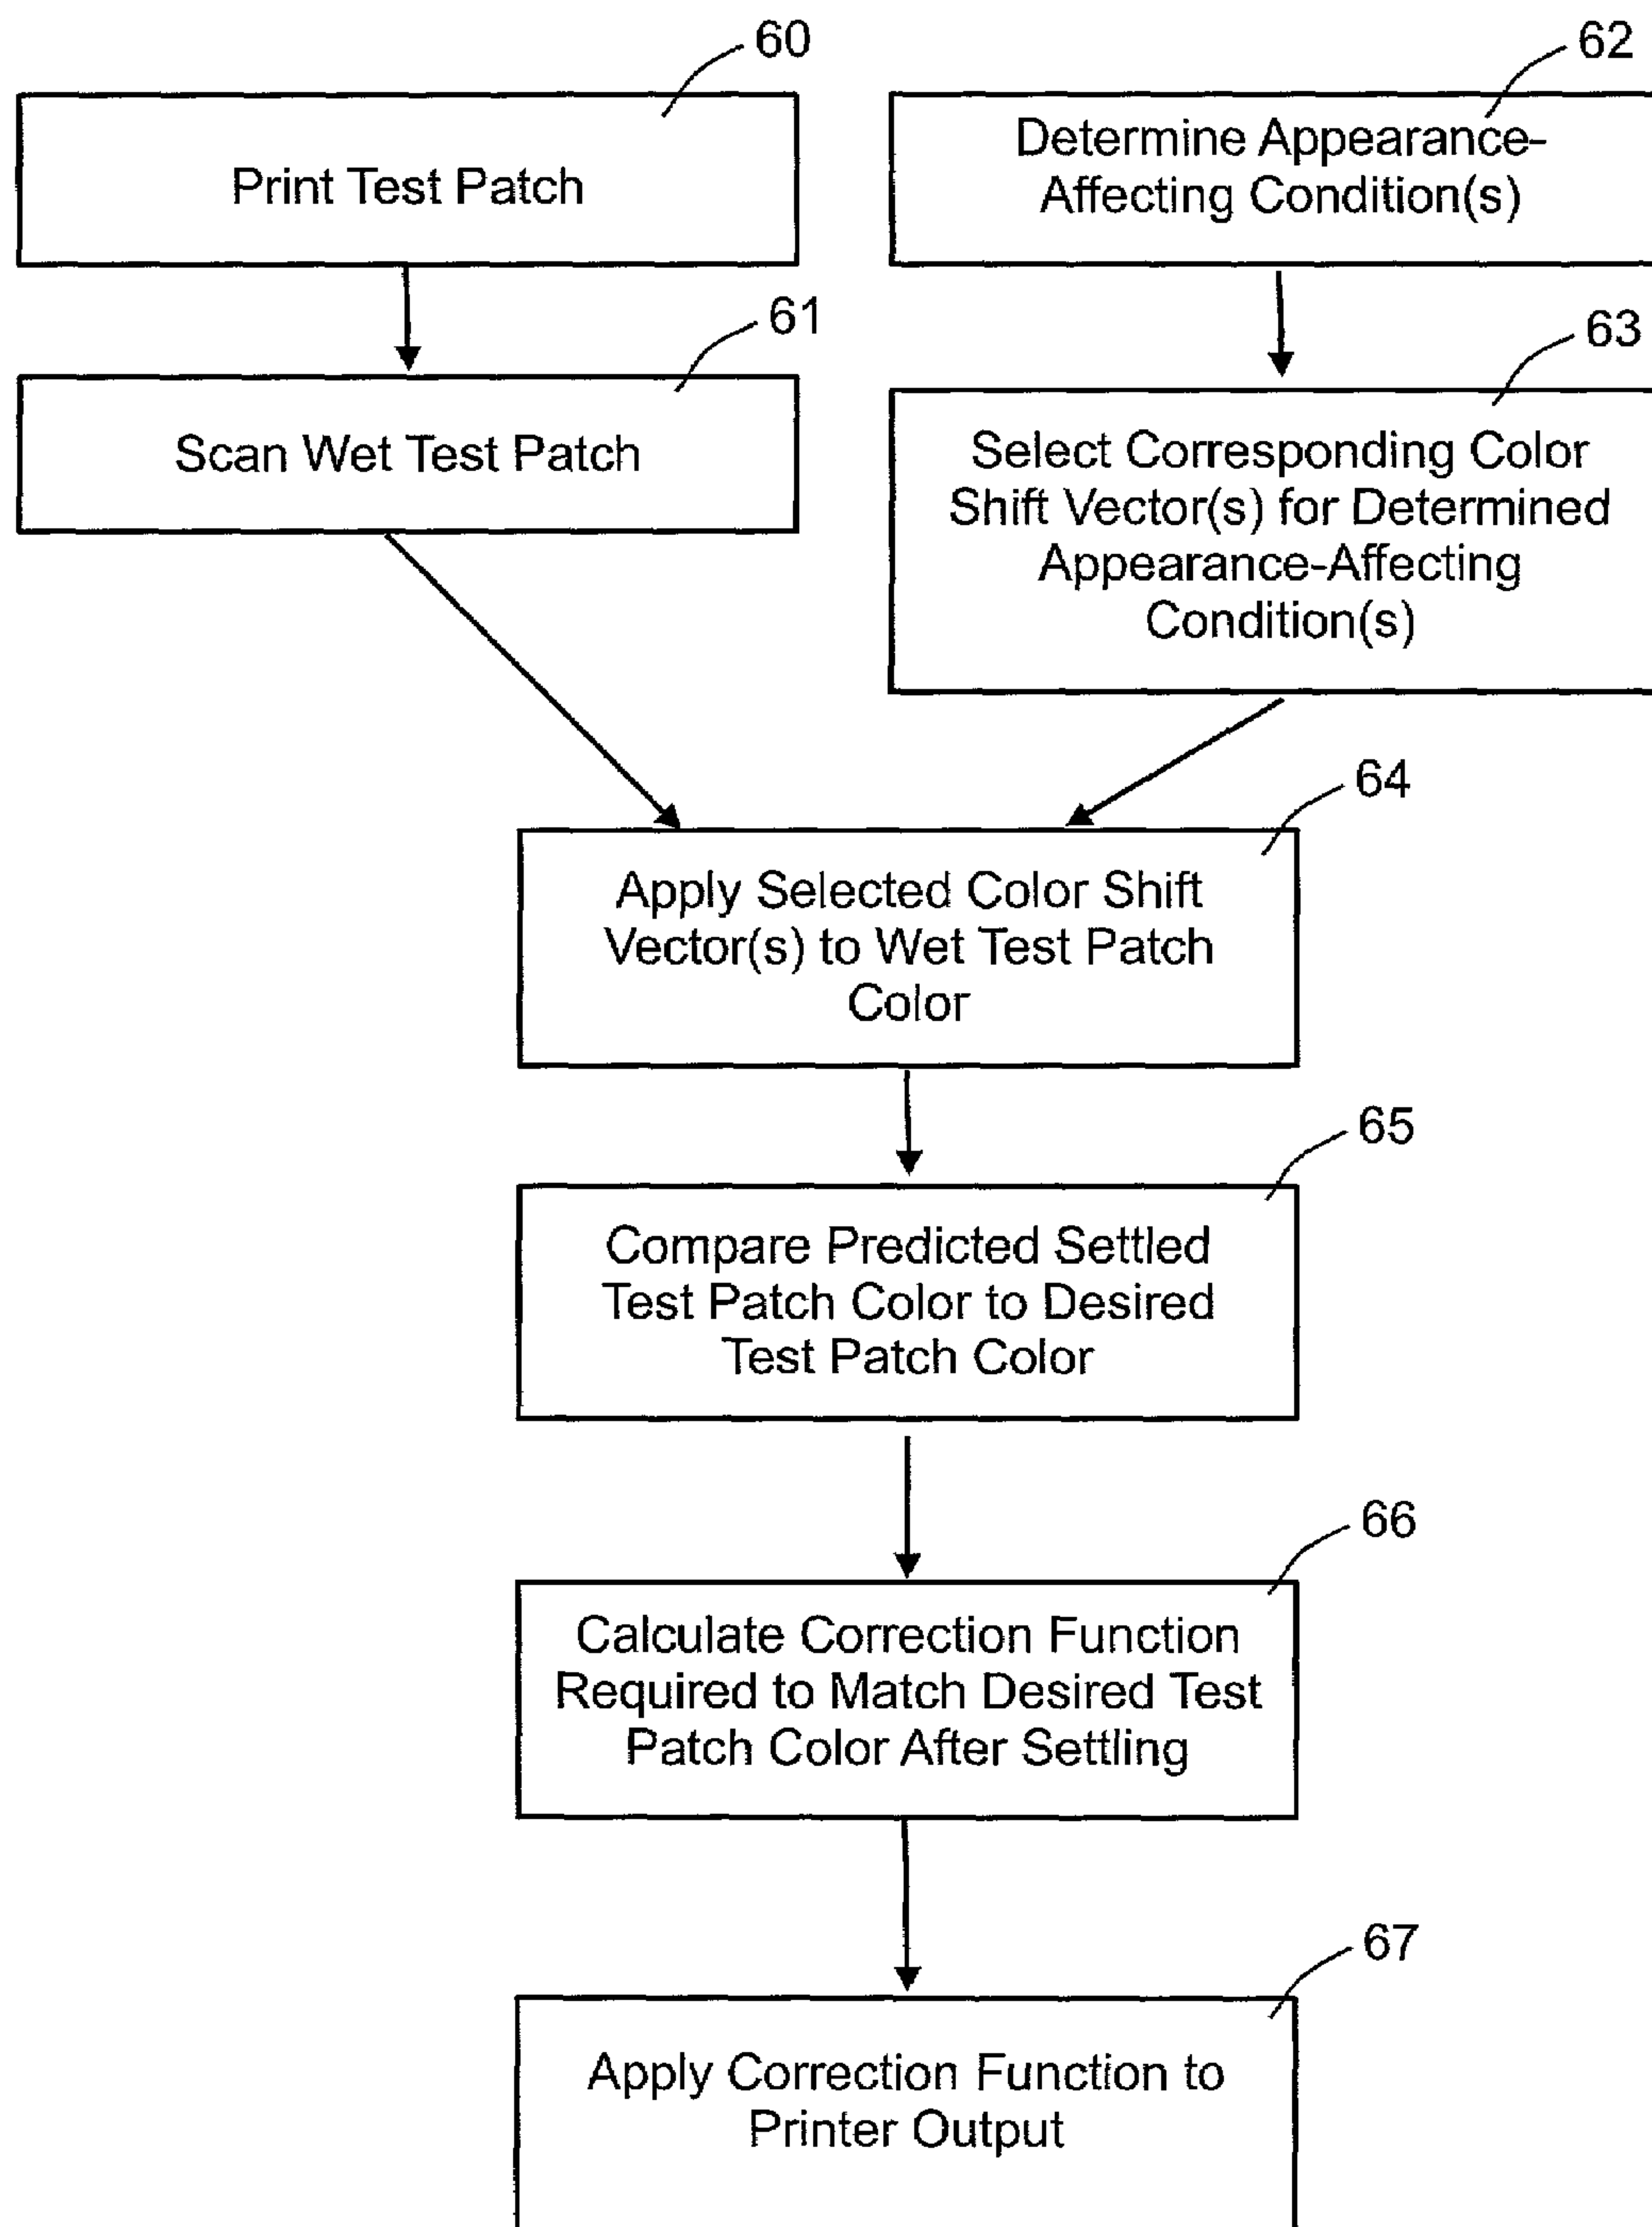 60
Print Test Patch
61
Scan Wet Test Patch
62
Determine Appearance-
Affecting Condition(s)
63
Select Corresponding Color
Shift Vector(s) for Determined
Appearance-Affecting
Condition(s)
64
Apply Selected Color Shift
Vector(s) to Wet Test Patch
Color
65
Compare Predicted Settled
Test Patch Color to Desired
Test Patch Color
66
Calculate Correction Function
Required to Match Desired Test
Patch Color After Settling
67
Apply Correction Function to
Printer Output